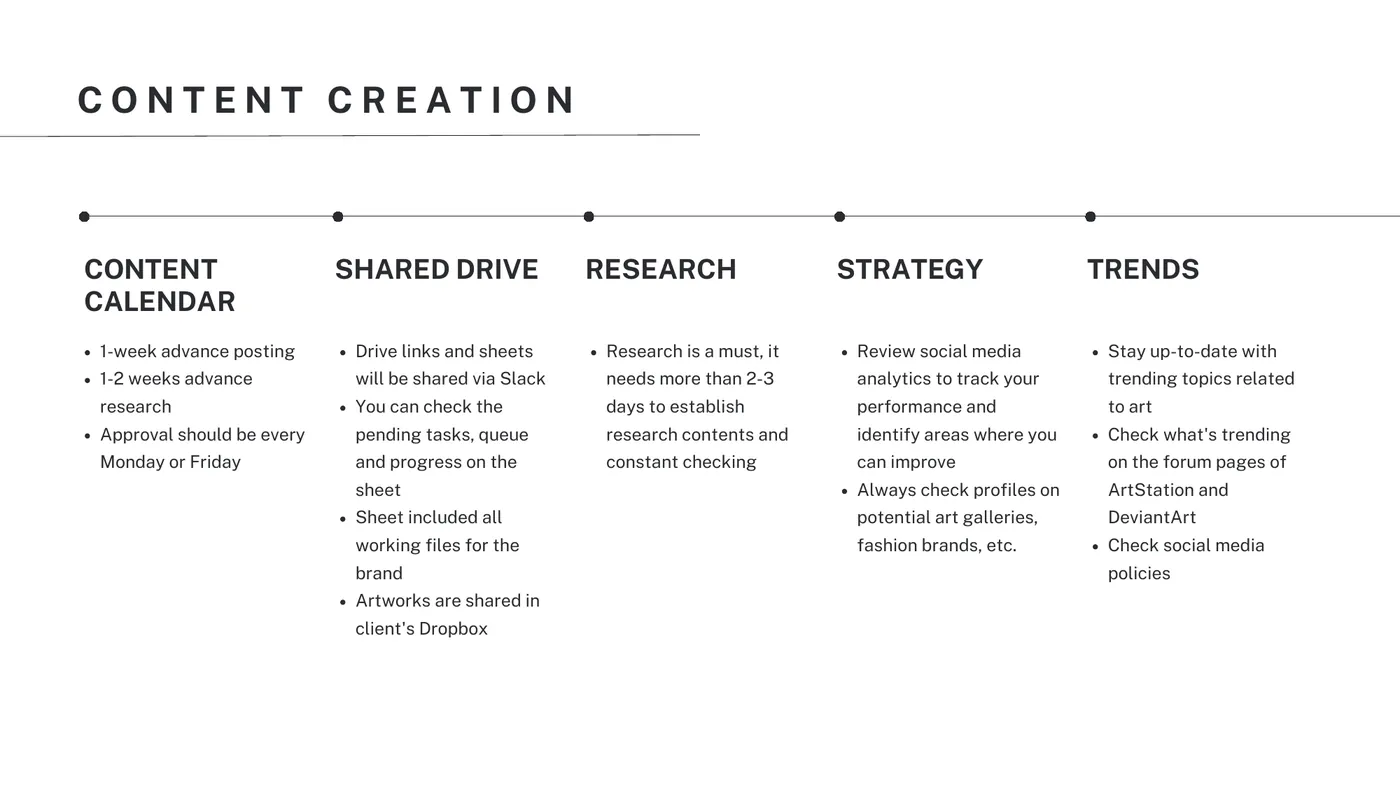 CONTENT CREATION
CONTENT
CALENDAR
• 1-week advance posting
• 1-2 weeks advance
research
• Approval should be every
Monday or Friday
SHARED DRIVE
• Drive links and sheets
will be shared via Slack
• You can check the
pending tasks, queue
and progress on the
sheet
• Sheet included all
working files for the
brand
• Artworks are shared in
client's Dropbox
RESEARCH
• Research is a must, it
needs more than 2-3
days to establish
research contents and
constant checking
STRATEGY
• Review social media
analytics to track your
performance and
identify areas where you
can improve
• Always check profiles on
potential art galleries,
fashion brands, etc.
TRENDS
• Stay up-to-date with
trending topics related
to art
• Check what's trending
on the forum pages of
ArtStation and
DeviantArt
• Check social media
policies